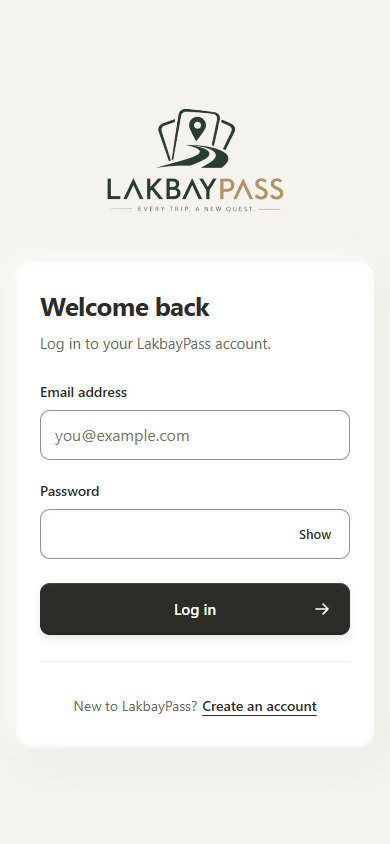 LAKBAYPASS
EVERY TRIP, A NEW QUEST.
Welcome back
Log in to your LakbayPass account.
Email address
you@example.com
Password
Show
Log in →
New to LakbayPass? Create an account